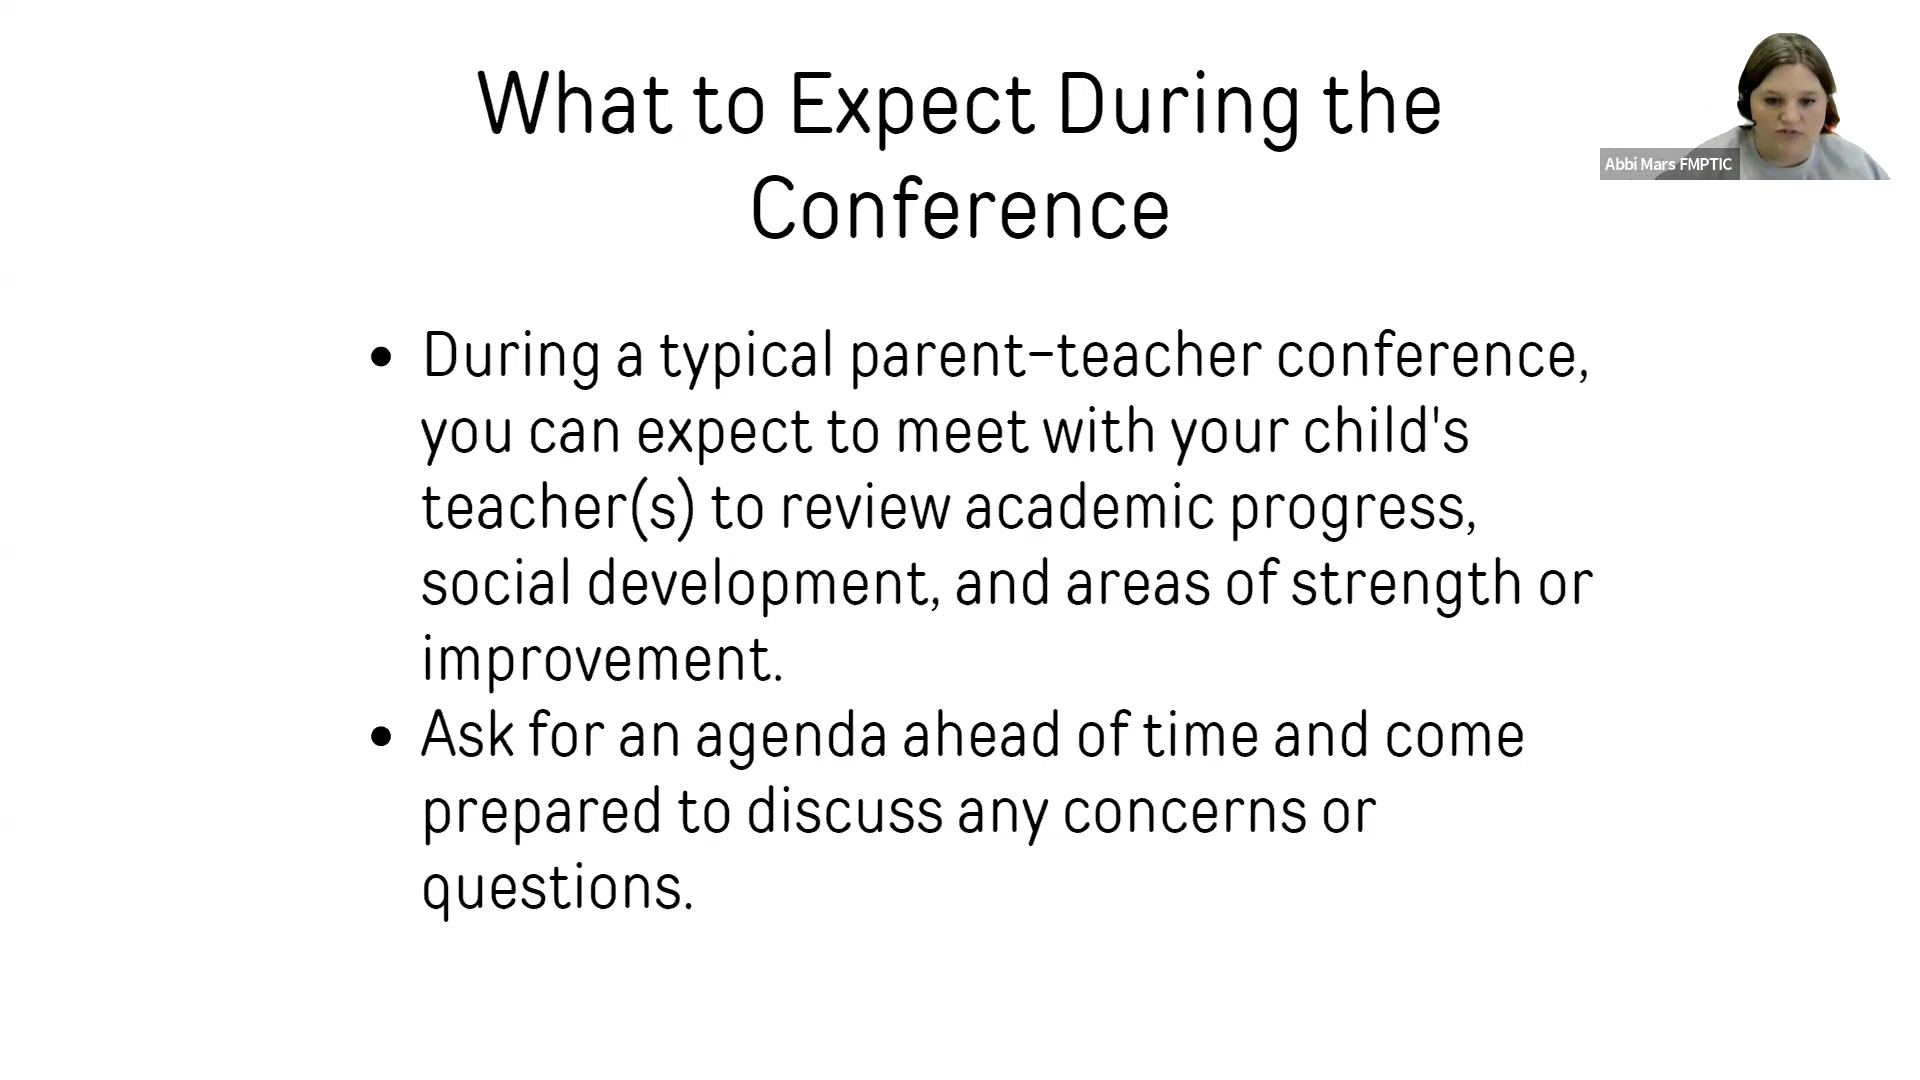 What to Expect During the
Conference
Abbi Mars FMPTIC
• During a typical parent-teacher conference,
you can expect to meet with your child's
teacher(s) to review academic progress,
social development, and areas of strength or
improvement.
• Ask for an agenda ahead of time and come
prepared to discuss any concerns or
questions.